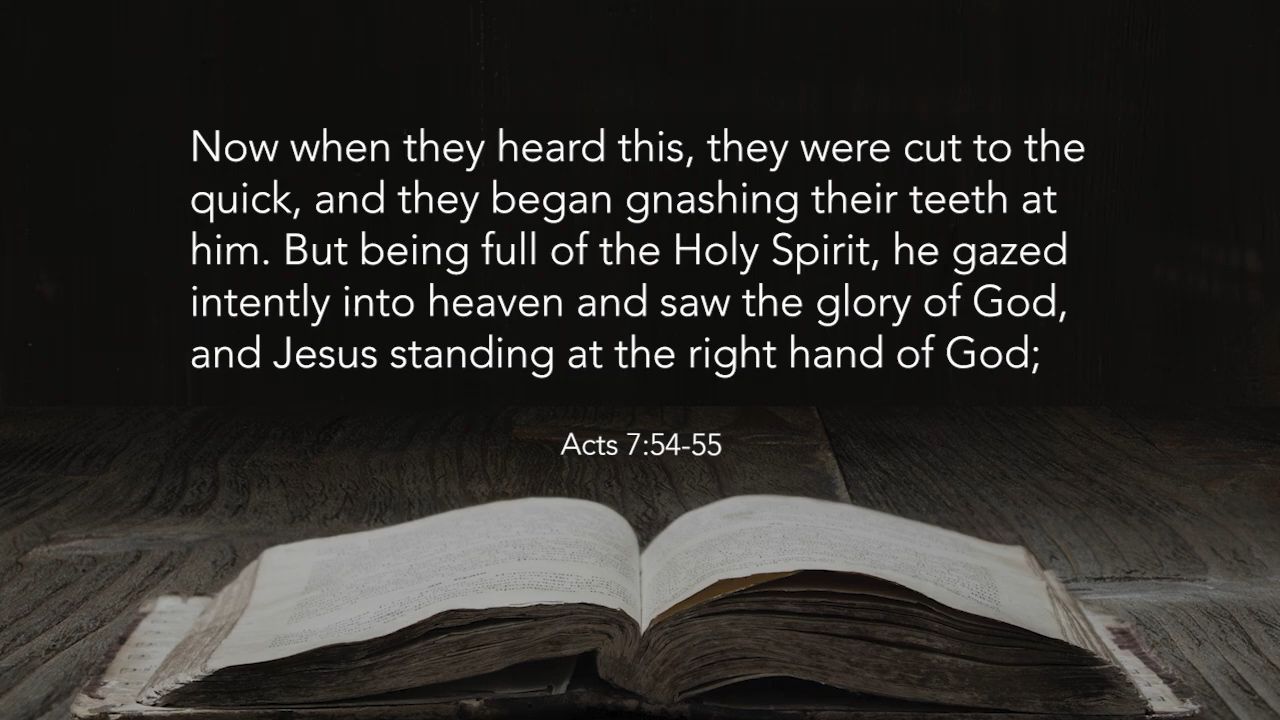 Now when they heard this, they were cut to the
quick, and they began gnashing their teeth at
him. But being full of the Holy Spirit, he gazed
intently into heaven and saw the glory of God,
and Jesus standing at the right hand of God;
Acts 7:54-55